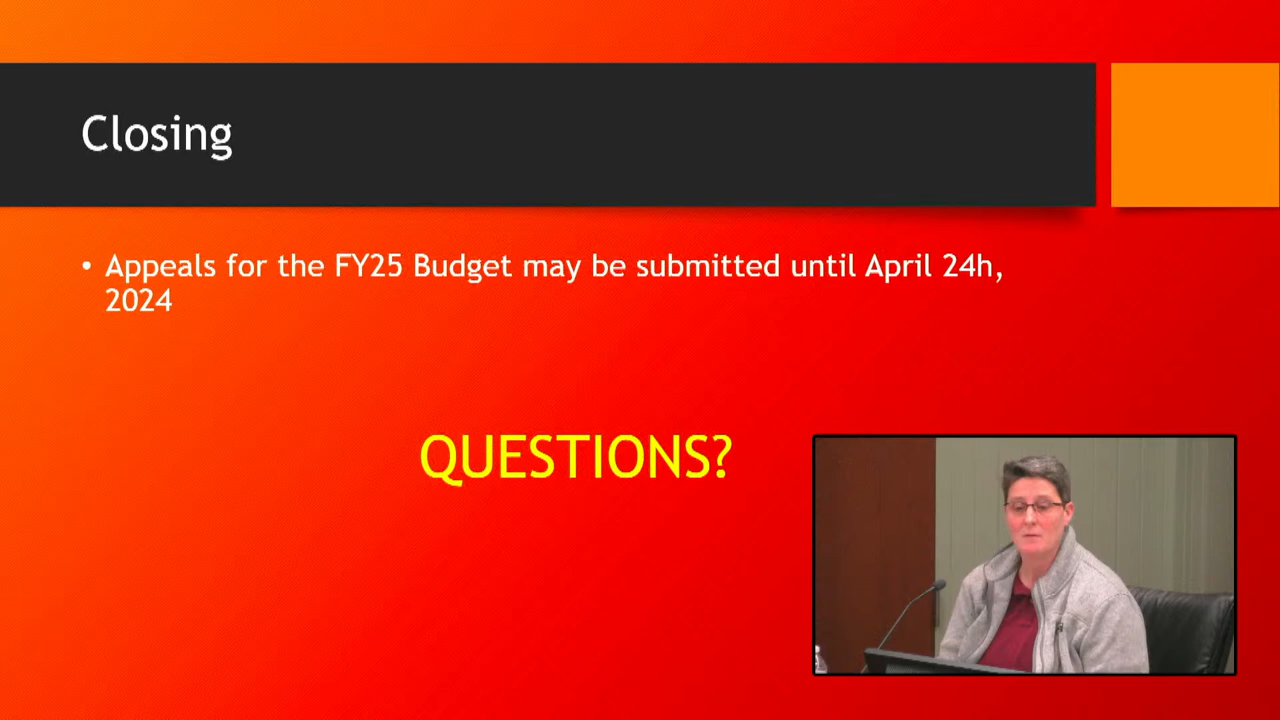 Closing
• Appeals for the FY25 Budget may be submitted until April 24h,
2024
QUESTIONS?